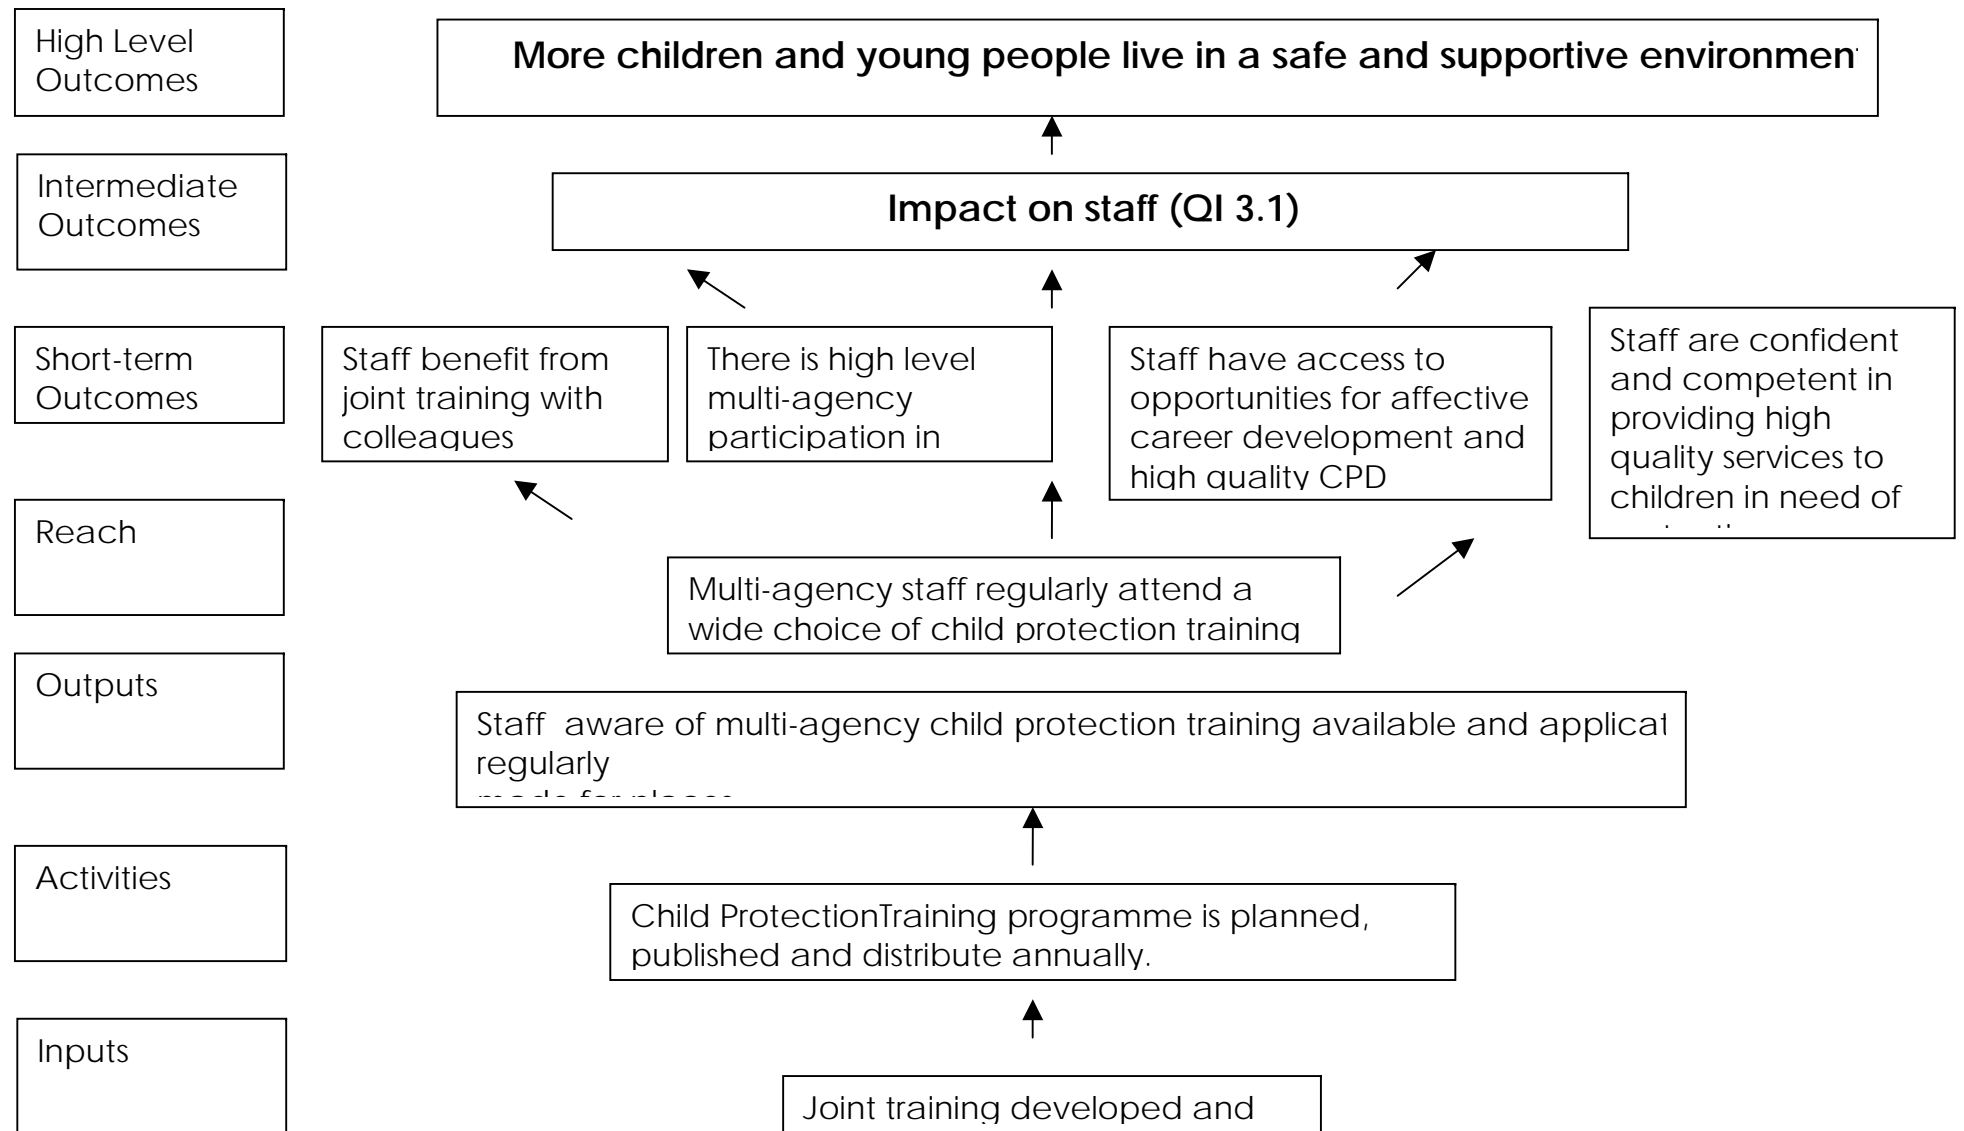 High Level
Outcomes
More children and young people live in a safe and supportive environmen
Intermediate
Outcomes
Impact on staff (QI 3.1)
Short-term
Outcomes
Staff benefit from
joint training with
colleagues
There is high level
multi-agency
participation in
Staff have access to
opportunities for affective
career development and
high quality CPD
Staff are confident
and competent in
providing high
quality services to
children in need of
Reach
Multi-agency staff regularly attend a
wide choice of child protection training
Outputs
Staff  aware of multi-agency child protection training available and applicat
regularly
made for places
Activities
Child ProtectionTraining programme is planned,
published and distribute annually.
Inputs
Joint training developed and